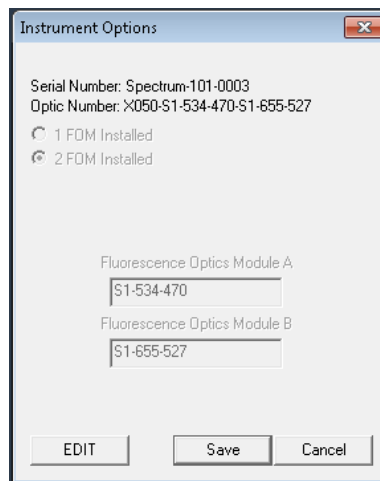 Instrument Options
Serial Number: Spectrum-101-0003
Optic Number: X050-S1-534-470-S1-655-527
1 FOM Installed
2 FOM Installed
Fluorescence Optics Module A
S1-534-470
Fluorescence Optics Module B
S1-655-527
EDIT Save Cancel